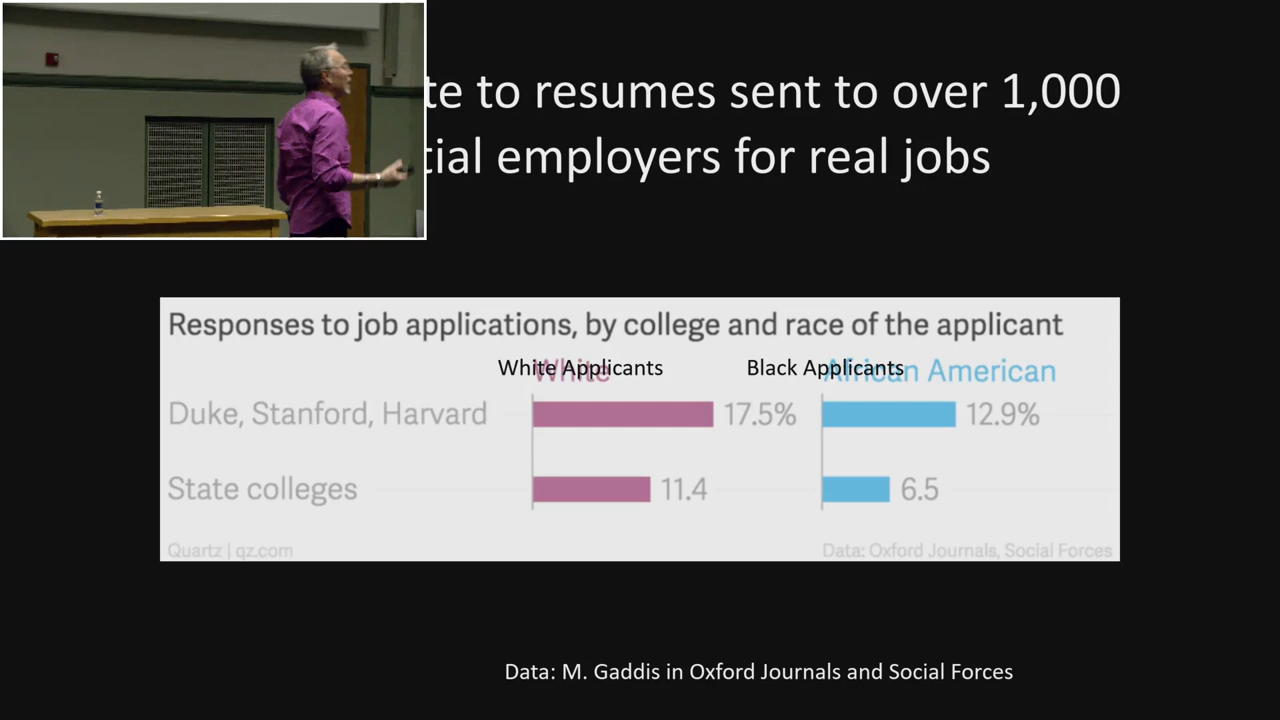 te to resumes sent to over 1,000
tial employers for real jobs
Responses to job applications, by college and race of the applicant
White Applicants Black Applicants
White African American
Duke, Stanford, Harvard 17.5% 12.9%
State colleges 11.4 6.5
Quartz | qz.com Data: Oxford Journals, Social Forces
Data: M. Gaddis in Oxford Journals and Social Forces